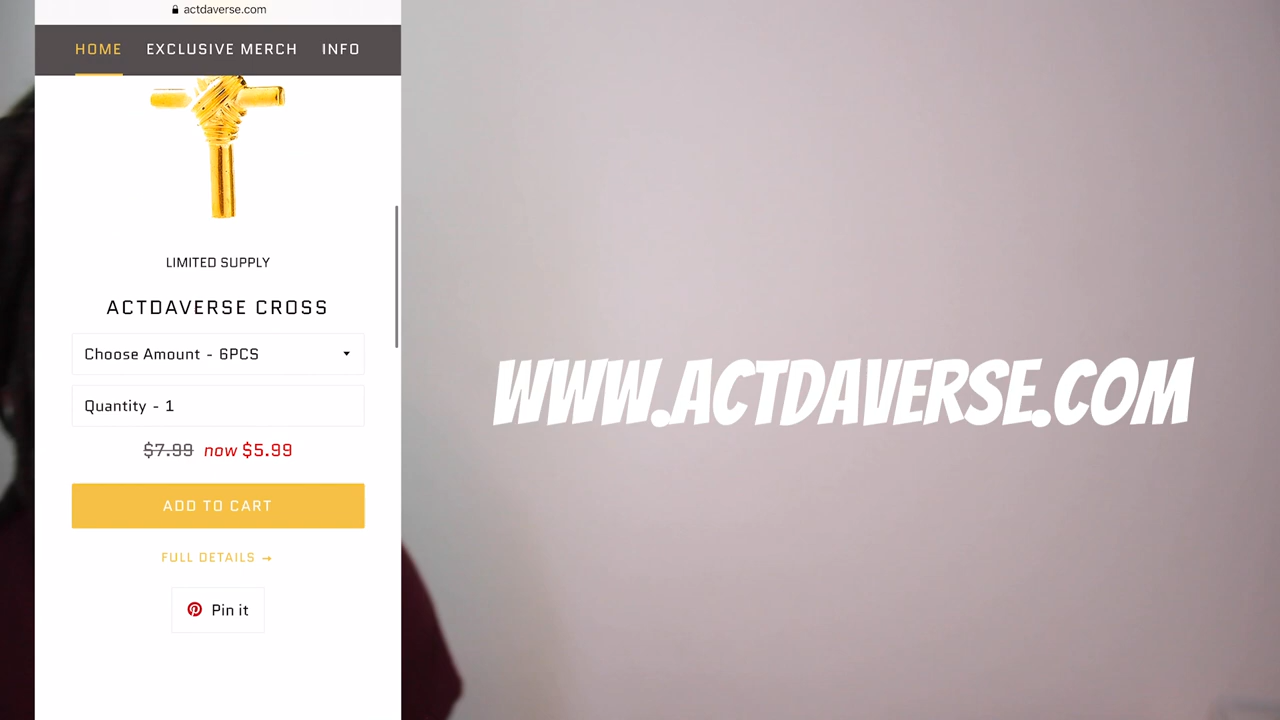 actdaverse.com
HOME EXCLUSIVE MERCH INFO
LIMITED SUPPLY
ACTDAVERSE CROSS
Choose Amount - 6PCS
Quantity - 1
$7.99 now $5.99
ADD TO CART
FULL DETAILS →
Pin it
WWW.ACTDAVERSE.COM